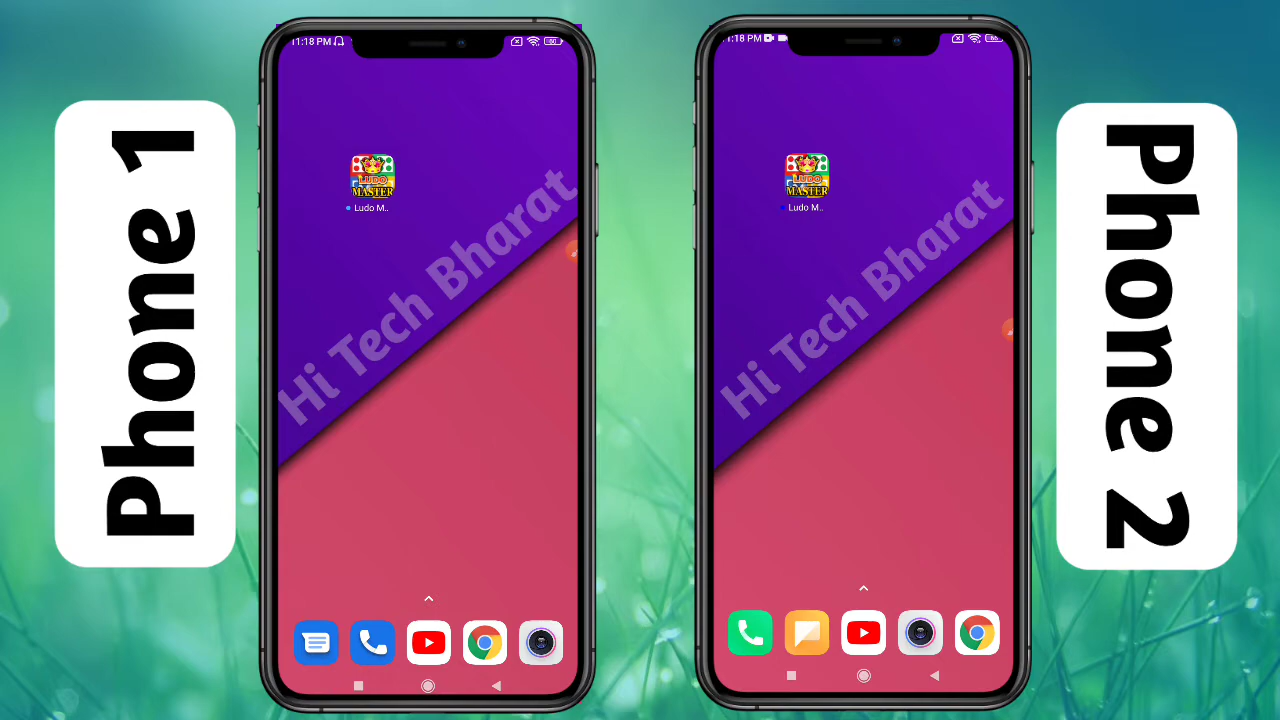 Phone 1
11:18 PM
60
LUDO
MASTER
Ludo M..
Hi Tech Bharat
:18 PM
LUDO
MASTER
Ludo M..
Hi Tech Bharat
Phone 2